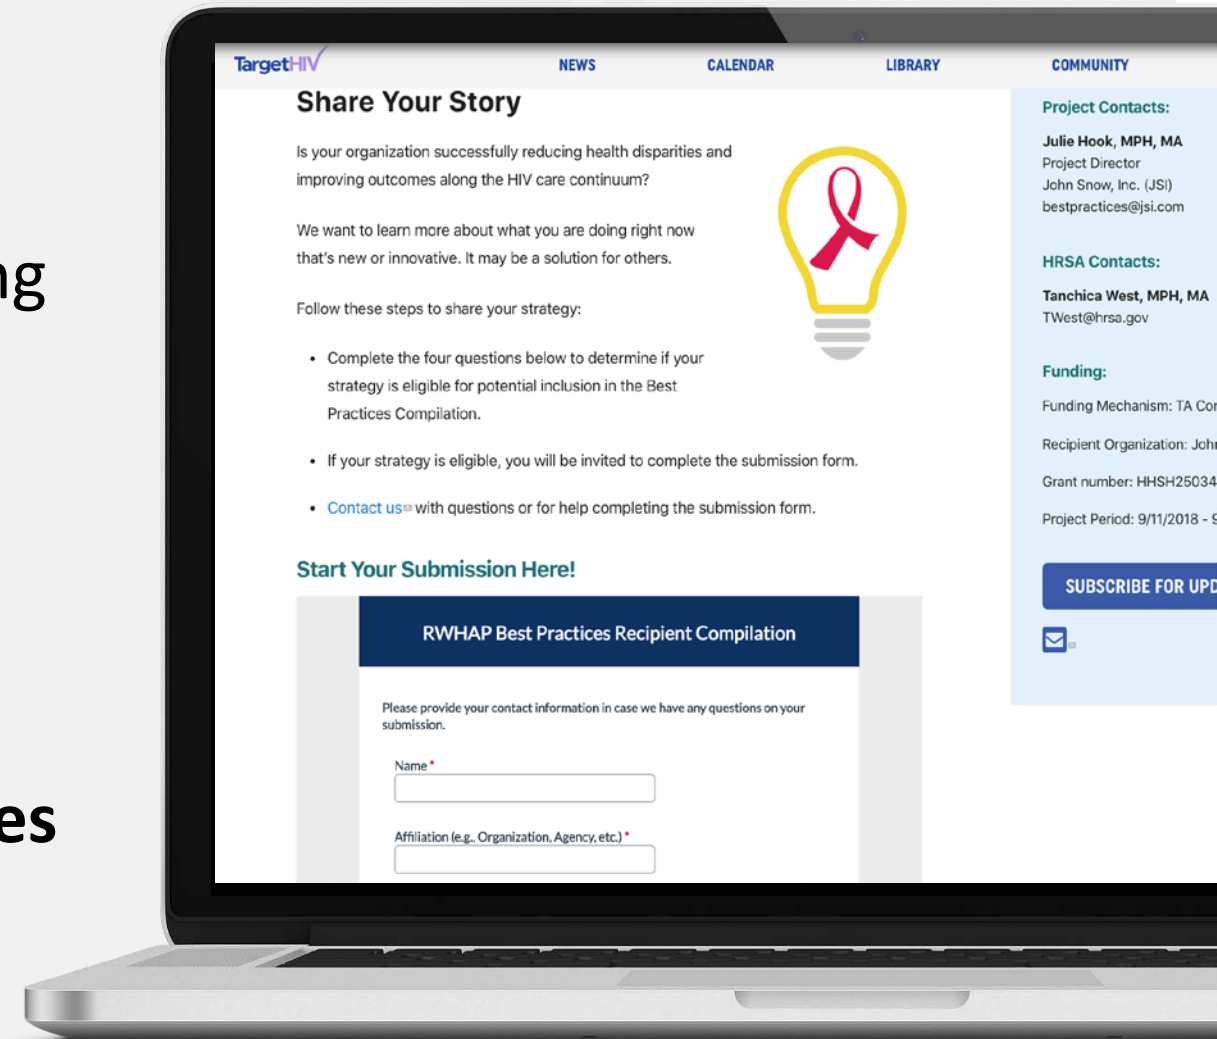 ng
es
TargetHIV
NEWS
CALENDAR
LIBRARY
COMMUNITY
Share Your Story
Is your organization successfully reducing health disparities and
improving outcomes along the HIV care continuum?
We want to learn more about what you are doing right now
that's new or innovative. It may be a solution for others.
Follow these steps to share your strategy:
• Complete the four questions below to determine if your
strategy is eligible for potential inclusion in the Best
Practices Compilation.
• If your strategy is eligible, you will be invited to complete the submission form.
• Contact us with questions or for help completing the submission form.
Start Your Submission Here!
RWHAP Best Practices Recipient Compilation
Please provide your contact information in case we have any questions on your
submission.
Name *
Affiliation (e.g., Organization, Agency, etc.) *
Project Contacts:
Julie Hook, MPH, MA
Project Director
John Snow, Inc. (JSI)
bestpractices@jsi.com
HRSA Contacts:
Tanchica West, MPH, MA
TWest@hrsa.gov
Funding:
Funding Mechanism: TA Cor
Recipient Organization: John
Grant number: HHSH25034
Project Period: 9/11/2018 - 9
SUBSCRIBE FOR UPD